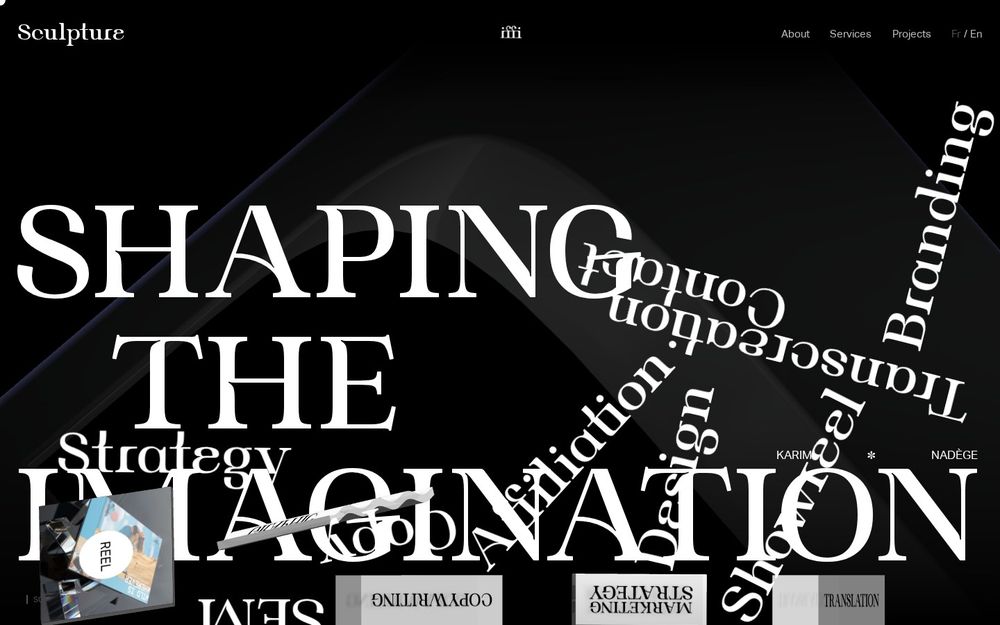 Sculpture
iffi
About Services Projects Fr / En
SHAPING
THE
IMAGINATION
Branding
Contact
Transcreation
Affiliation
Design
Showreel
Strategy
KARIM ✼ NADÈGE
REEL
SEM
COPYWRITING
MARKETING
STRATEGY
TRANSLATION